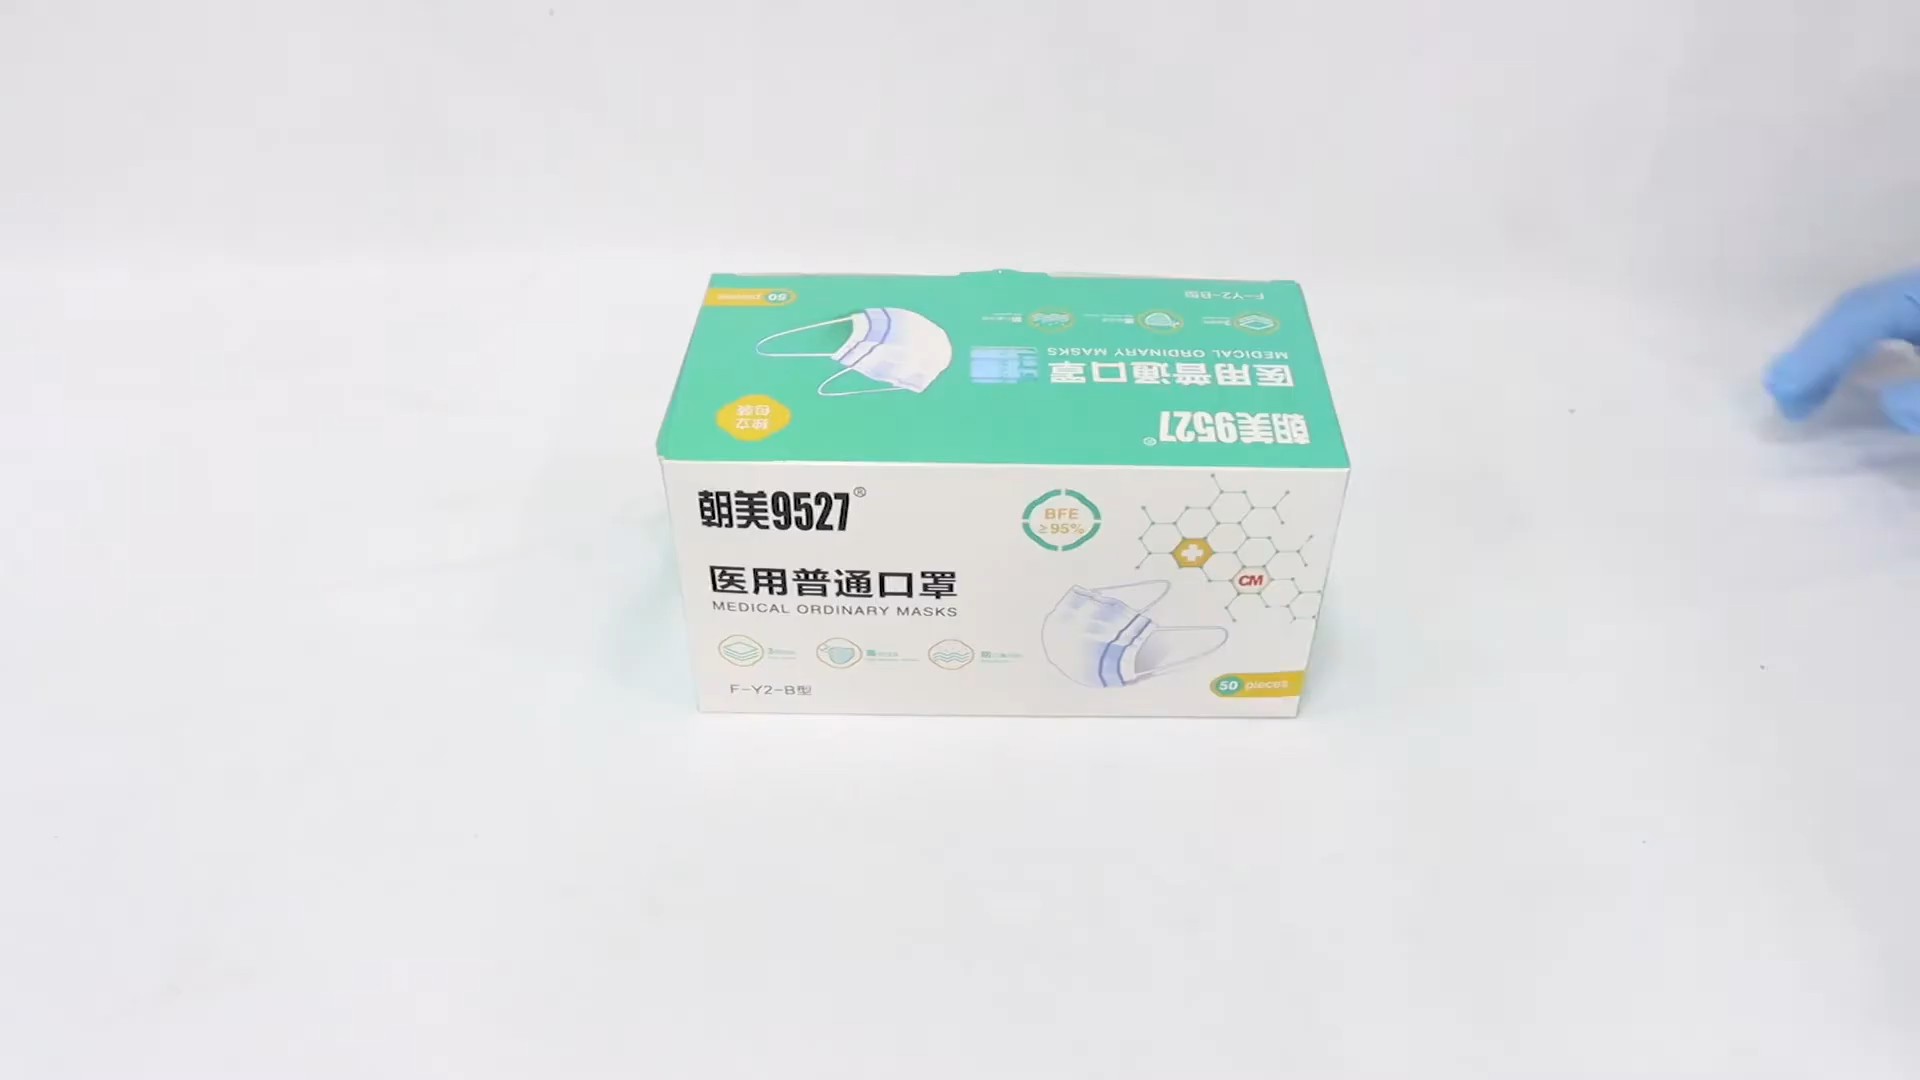 50 pieces
F-Y2-B型
MEDICAL ORDINARY MASKS
医用普通口罩
独立
包装
朝美9527®
朝美9527®
BFE
≥95%
CM
医用普通口罩
MEDICAL ORDINARY MASKS
F-Y2-B型
50 pieces